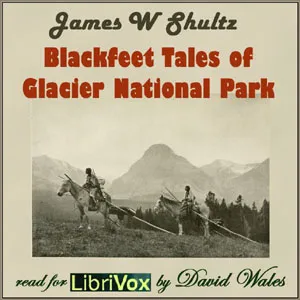 James W Shultz
Blackfeet Tales of
Glacier National Park
read for LibriVox by David Wales